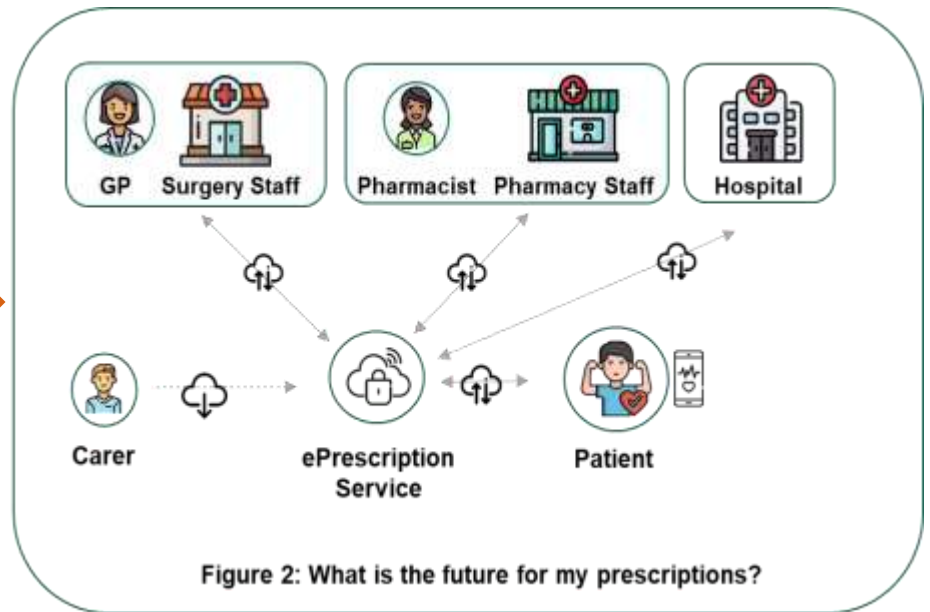 GP Surgery Staff
Pharmacist Pharmacy Staff
Hospital
Carer
ePrescription
Service
Patient
Figure 2: What is the future for my prescriptions?